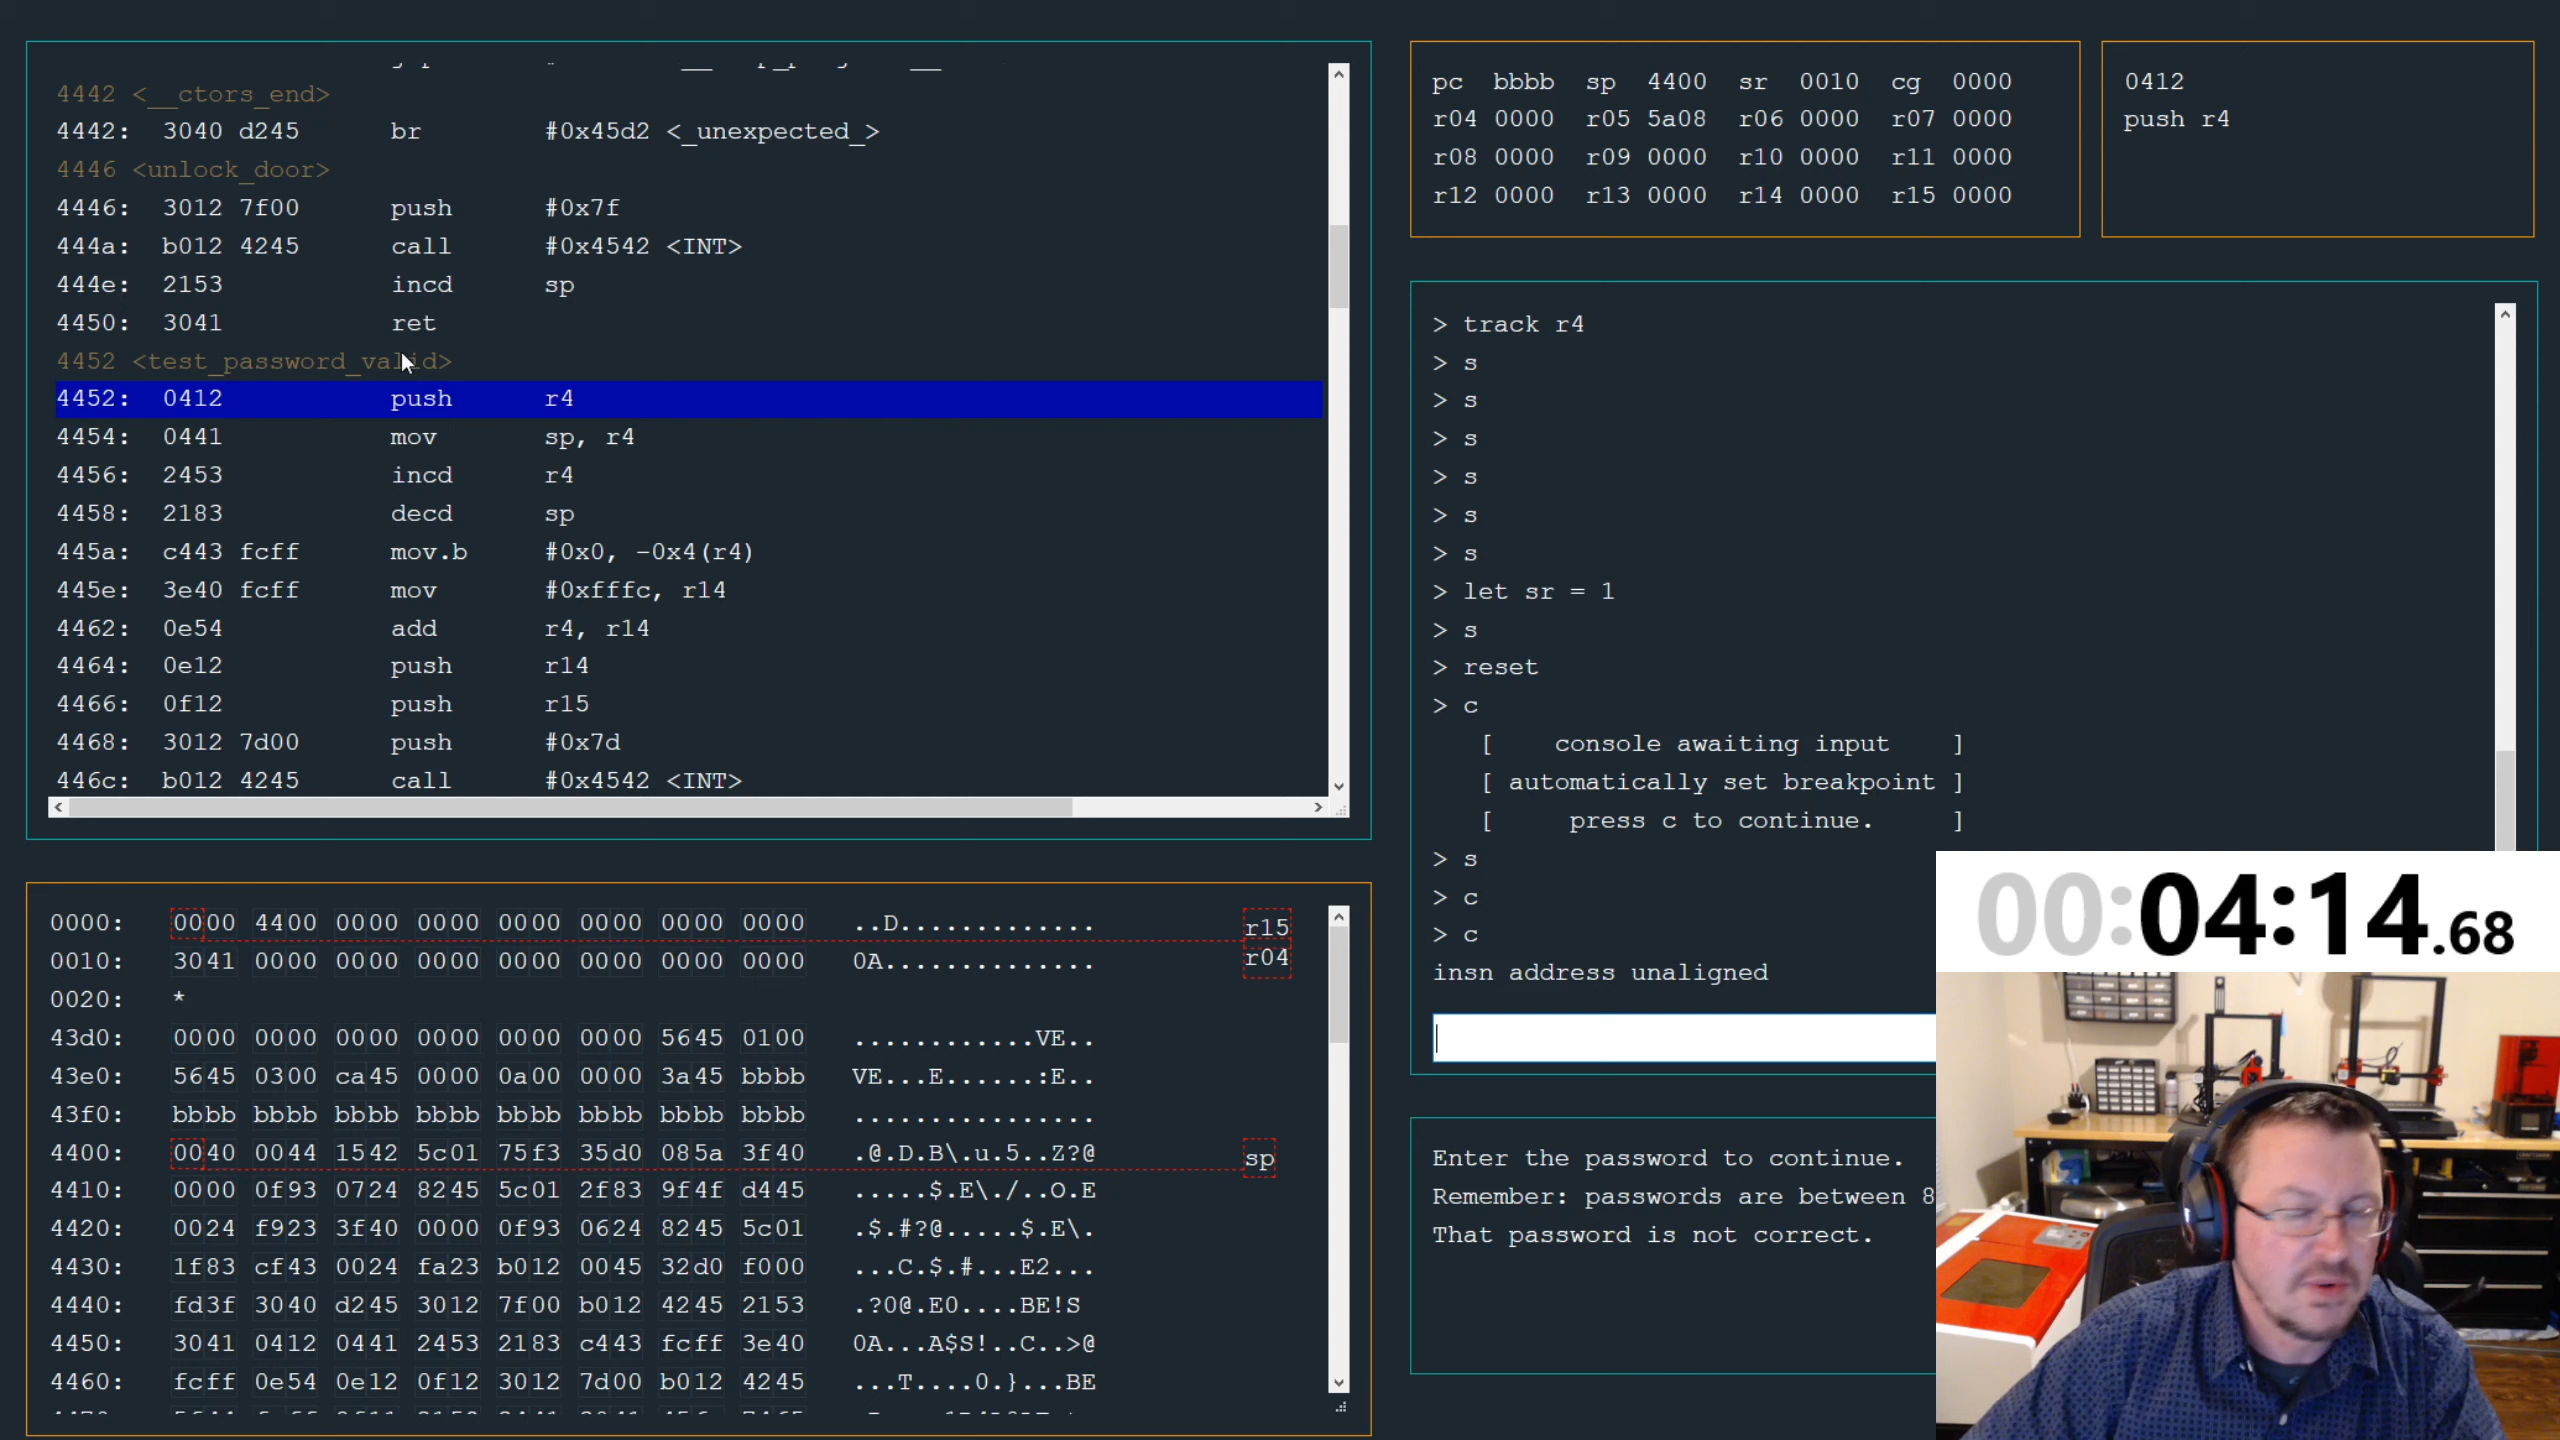 4442 <__ctors_end>
4442: 3040 d245 br #0x45d2 <_unexpected_>
4446 <unlock_door>
4446: 3012 7f00 push #0x7f
444a: b012 4245 call #0x4542 <INT>
444e: 2153 incd sp
4450: 3041 ret
4452 <test_password_valid>
4452: 0412 push r4
4454: 0441 mov sp, r4
4456: 2453 incd r4
4458: 2183 decd sp
445a: c443 fcff mov.b #0x0, -0x4(r4)
445e: 3e40 fcff mov #0xfffc, r14
4462: 0e54 add r4, r14
4464: 0e12 push r14
4466: 0f12 push r15
4468: 3012 7d00 push #0x7d
446c: b012 4245 call #0x4542 <INT>
pc bbbb sp 4400 sr 0010 cg 0000
r04 0000 r05 5a08 r06 0000 r07 0000
r08 0000 r09 0000 r10 0000 r11 0000
r12 0000 r13 0000 r14 0000 r15 0000
0412
push r4
> track r4
> s
> s
> s
> s
> s
> s
> let sr = 1
> s
> reset
> c
[ console awaiting input ]
[ automatically set breakpoint ]
[ press c to continue. ]
> s
> c
> c
insn address unaligned
0000: 0000 4400 0000 0000 0000 0000 0000 0000 ..D............. r15
0010: 3041 0000 0000 0000 0000 0000 0000 0000 0A.............. r04
0020: *
43d0: 0000 0000 0000 0000 0000 0000 5645 0100 ............VE..
43e0: 5645 0300 ca45 0000 0a00 0000 3a45 bbbb VE...E......:E..
43f0: bbbb bbbb bbbb bbbb bbbb bbbb bbbb bbbb ................
4400: 0040 0044 1542 5c01 75f3 35d0 085a 3f40 .@.D.B\.u.5..Z?@ sp
4410: 0000 0f93 0724 8245 5c01 2f83 9f4f d445 .....$.E\./..O.E
4420: 0024 f923 3f40 0000 0f93 0624 8245 5c01 .$.#?@.....$.E\.
4430: 1f83 cf43 0024 fa23 b012 0045 32d0 f000 ...C.$.#...E2...
4440: fd3f 3040 d245 3012 7f00 b012 4245 2153 .?0@.E0....BE!S
4450: 3041 0412 0441 2453 2183 c443 fcff 3e40 0A...A$S!..C..>@
4460: fcff 0e54 0e12 0f12 3012 7d00 b012 4245 ...T....0.}...BE
00:04:14.68
Enter the password to continue.
Remember: passwords are between 8
That password is not correct.